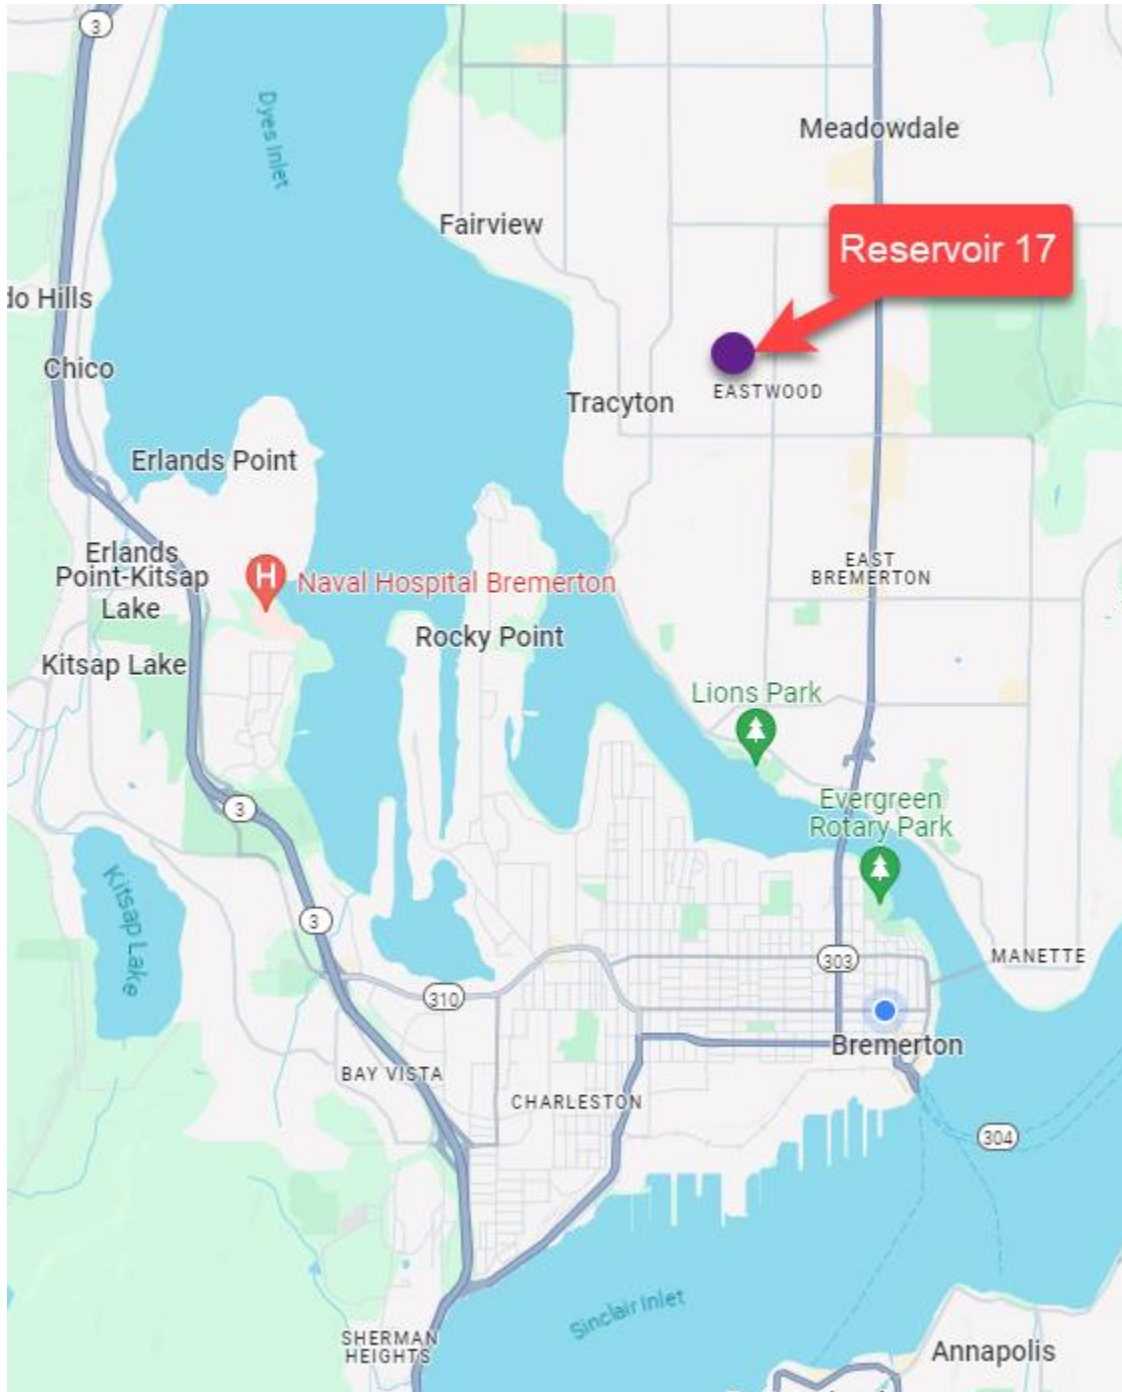 3
Dyes Inlet
Meadowdale
Fairview
Reservoir 17
do Hills
Chico
EASTWOOD
Tracyton
Erlands Point
Erlands
Point-Kitsap
Lake
H
Naval Hospital Bremerton
EAST
BREMERTON
Rocky Point
Kitsap Lake
Lions Park
3
Evergreen
Rotary Park
Kitsap Lake
3
MANETTE
303
310
Bremerton
BAY VISTA
CHARLESTON
304
Sinclair Inlet
SHERMAN
HEIGHTS
Annapolis